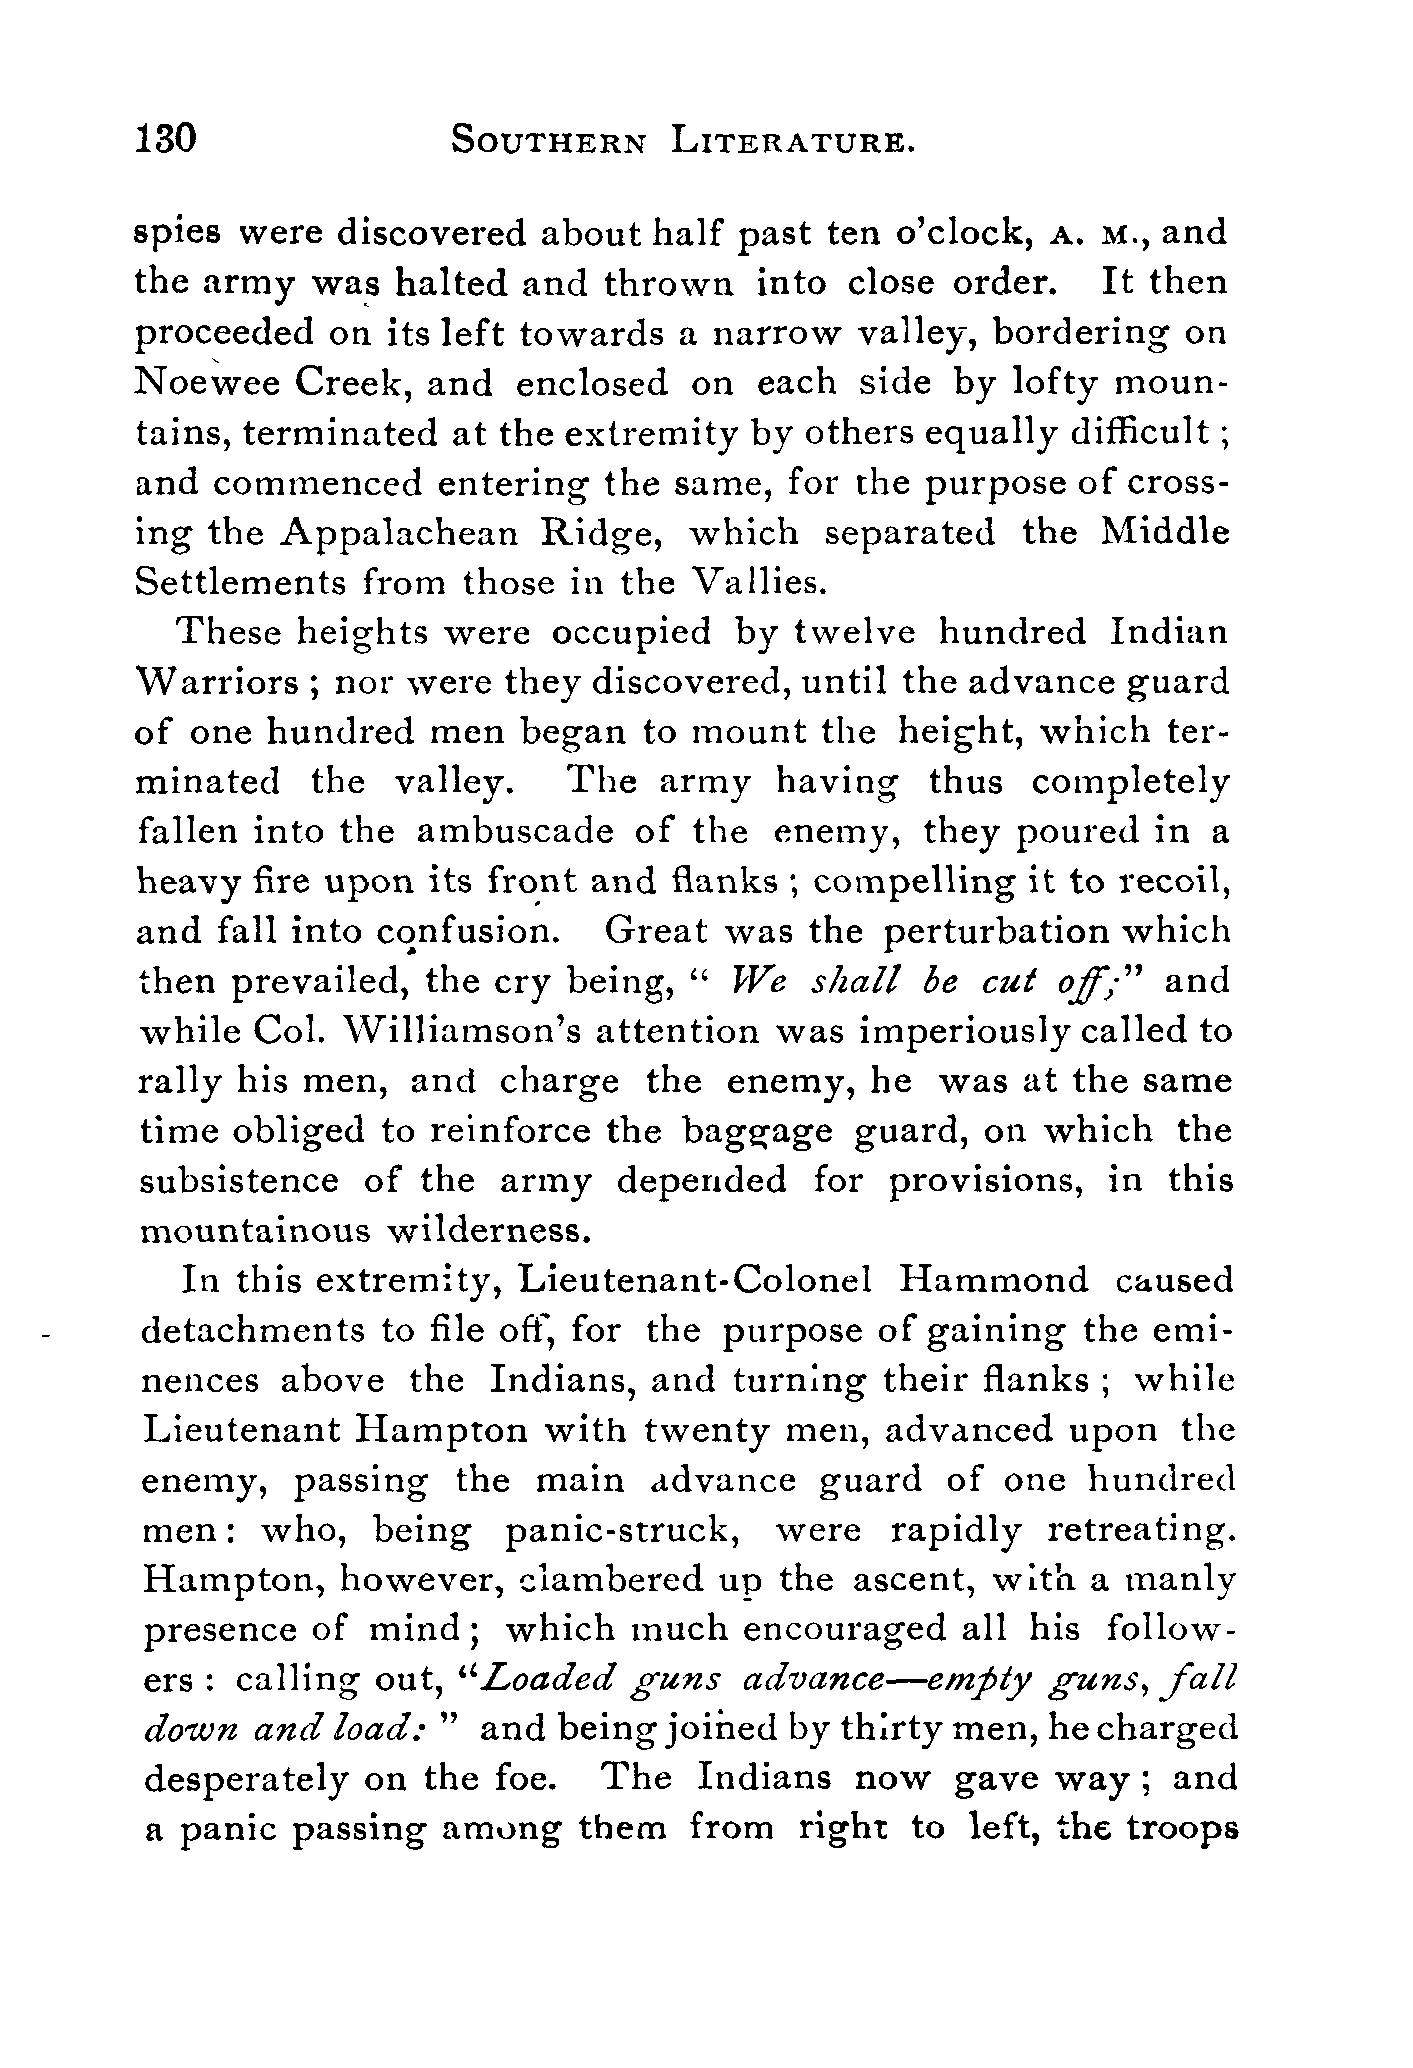 130 SOUTHERN LITERATURE.
spies were discovered about half past ten o'clock, A. M., and
the army was halted and thrown into close order. It then
proceeded on its left towards a narrow valley, bordering on
Noewee Creek, and enclosed on each side by lofty moun-
tains, terminated at the extremity by others equally difficult ;
and commenced entering the same, for the purpose of cross-
ing the Appalachean Ridge, which separated the Middle
Settlements from those in the Vallies.
These heights were occupied by twelve hundred Indian
Warriors ; nor were they discovered, until the advance guard
of one hundred men began to mount the height, which ter-
minated the valley. The army having thus completely
fallen into the ambuscade of the enemy, they poured in a
heavy fire upon its front and flanks ; compelling it to recoil,
and fall into confusion. Great was the perturbation which
then prevailed, the cry being, " We shall be cut off;" and
while Col. Williamson's attention was imperiously called to
rally his men, and charge the enemy, he was at the same
time obliged to reinforce the baggage guard, on which the
subsistence of the army depended for provisions, in this
mountainous wilderness.
In this extremity, Lieutenant-Colonel Hammond caused
detachments to file off, for the purpose of gaining the emi-
nences above the Indians, and turning their flanks ; while
Lieutenant Hampton with twenty men, advanced upon the
enemy, passing the main advance guard of one hundred
men : who, being panic-struck, were rapidly retreating.
Hampton, however, clambered up the ascent, with a manly
presence of mind ; which much encouraged all his follow-
ers : calling out, "Loaded guns advance—empty guns, fall
down and load: " and being joined by thirty men, he charged
desperately on the foe. The Indians now gave way ; and
a panic passing among them from right to left, the troops